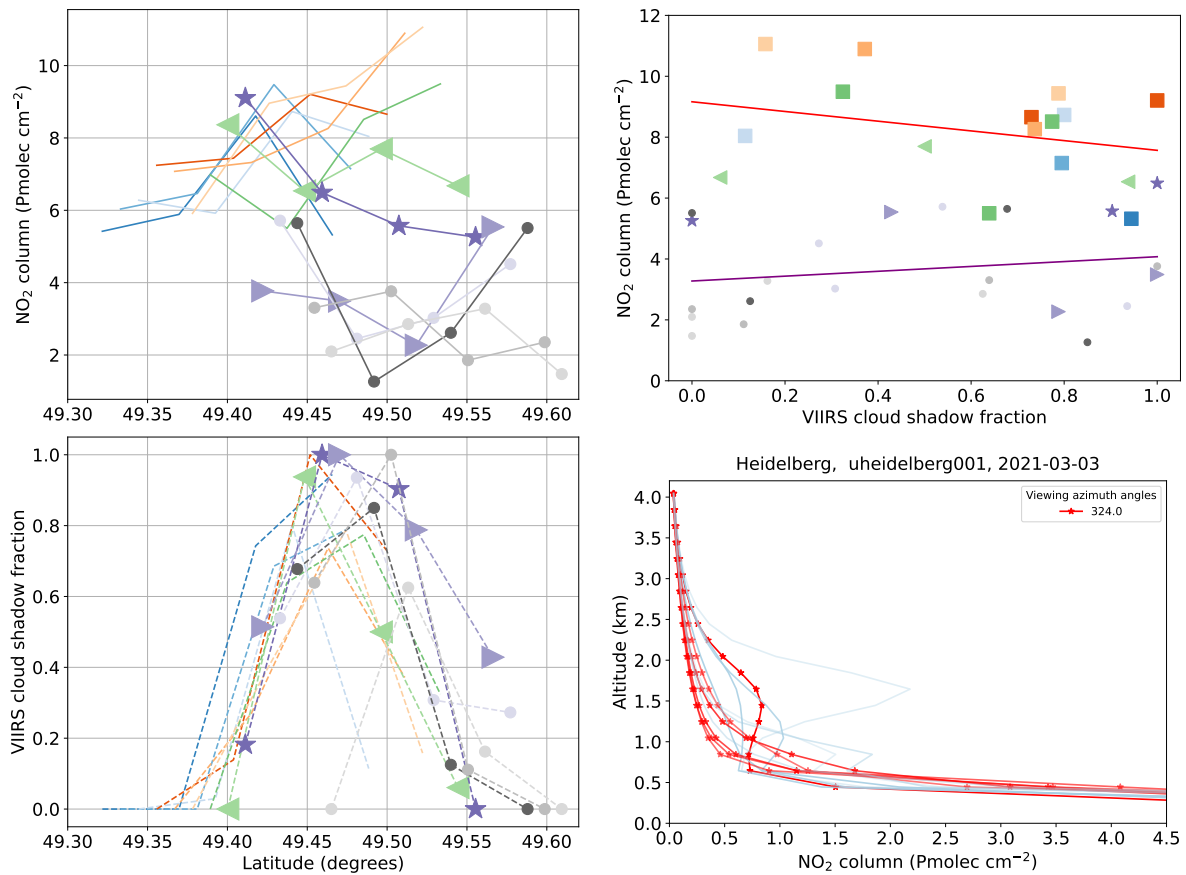 NO₂ column (Pmolec cm⁻²)
10
8
6
4
2
49.30 49.35 49.40 49.45 49.50 49.55 49.60
NO₂ column (Pmolec cm⁻²)
12
10
8
6
4
2
0
0.0 0.2 0.4 0.6 0.8 1.0
VIIRS cloud shadow fraction
VIIRS cloud shadow fraction
1.0
0.8
0.6
0.4
0.2
0.0
49.30 49.35 49.40 49.45 49.50 49.55 49.60
Latitude (degrees)
Heidelberg, uheidelberg001, 2021-03-03
Viewing azimuth angles
324.0
Altitude (km)
4.0
3.5
3.0
2.5
2.0
1.5
1.0
0.5
0.0
0.0 0.5 1.0 1.5 2.0 2.5 3.0 3.5 4.0 4.5
NO₂ column (Pmolec cm⁻²)